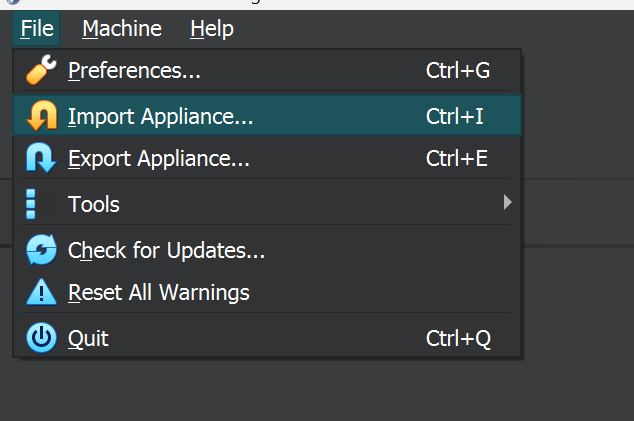 File Machine Help
Preferences... Ctrl+G
Import Appliance... Ctrl+I
Export Appliance... Ctrl+E
Tools
Check for Updates...
Reset All Warnings
Quit Ctrl+Q